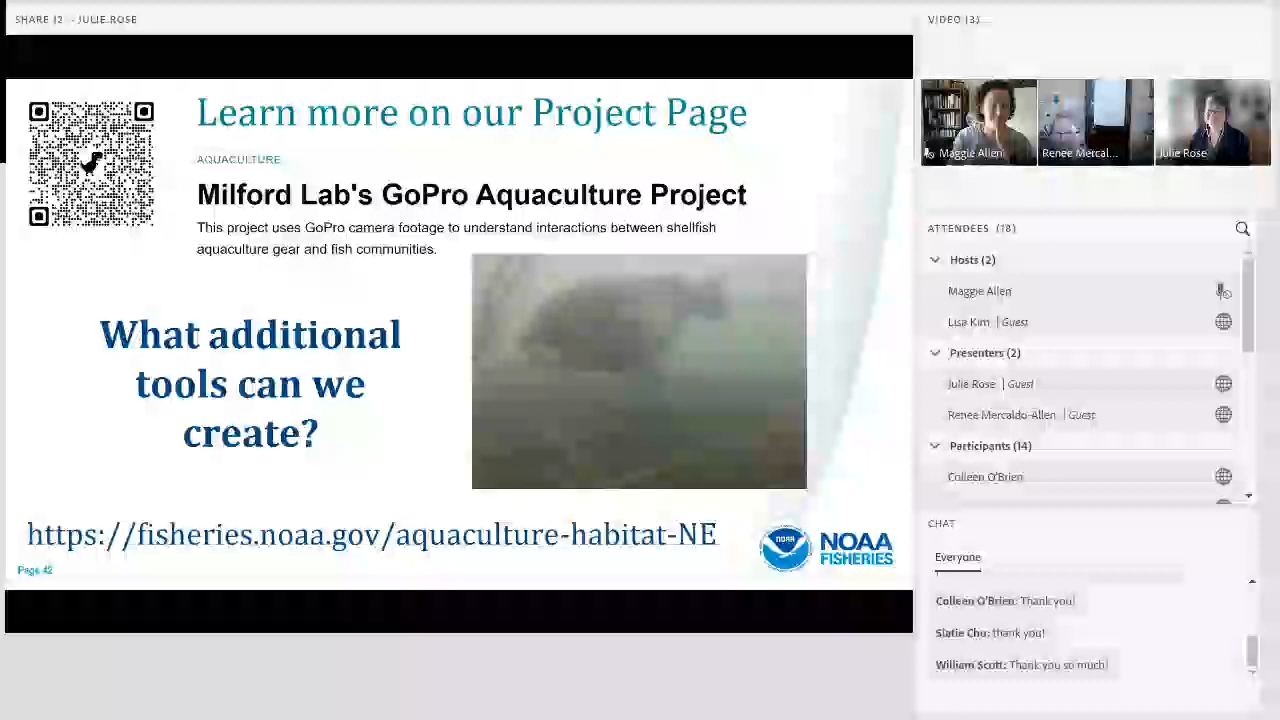 SHARE (2) - JULIE.ROSE
Learn more on our Project Page
AQUACULTURE
Milford Lab's GoPro Aquaculture Project
This project uses GoPro camera footage to understand interactions between shellfish
aquaculture gear and fish communities.
What additional
tools can we
create?
https://fisheries.noaa.gov/aquaculture-habitat-NE
NOAA
NOAA
FISHERIES
Page 42
VIDEO (3)
Maggie Allen
Renee Mercal...
Julie Rose
ATTENDEES (18)
Hosts (2)
Maggie Allen
Lisa Kim | Guest
Presenters (2)
Julie Rose | Guest
Renee Mercaldo-Allen | Guest
Participants (14)
Colleen O'Brien
CHAT
Everyone
Colleen O'Brien: Thank you!
Slatie Chu: thank you!
William Scott: Thank you so much!